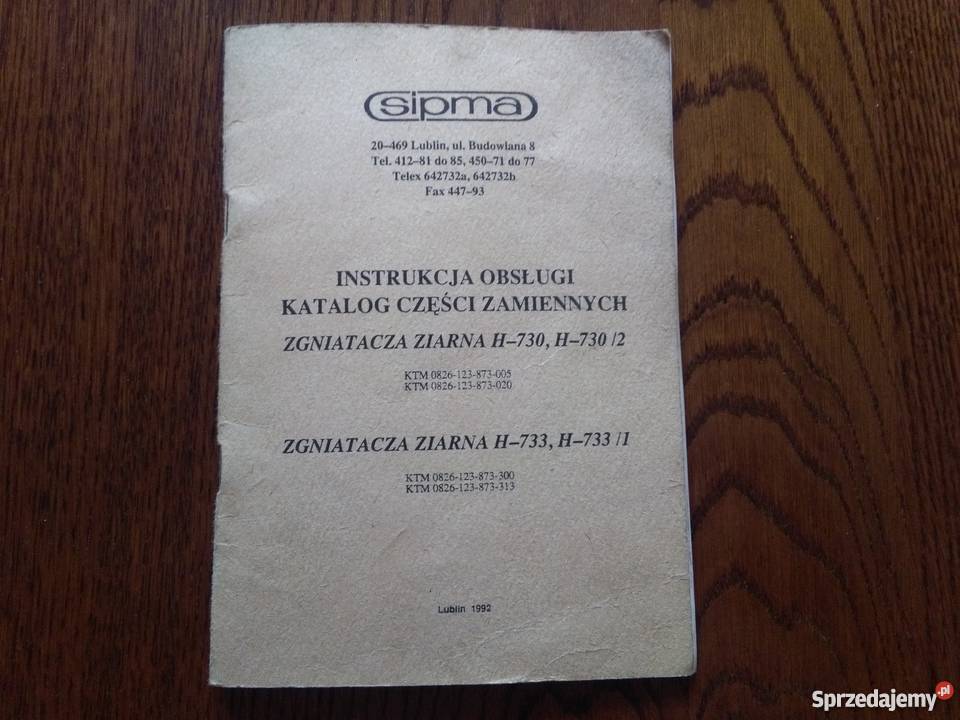 sipma
20-469 Lublin, ul. Budowlana 8
Tel. 412-81 do 85, 450-71 do 77
Telex 642732a, 642732b
Fax 447-93
INSTRUKCJA OBSŁUGI
KATALOG CZĘŚCI ZAMIENNYCH
ZGNIATACZA ZIARNA H-730, H-730 /2
KTM 0826-123-873-005
KTM 0826-123-873-020
ZGNIATACZA ZIARNA H-733, H-733 /1
KTM 0826-123-873-300
KTM 0826-123-873-313
Lublin 1992
Sprzedajemy.pl